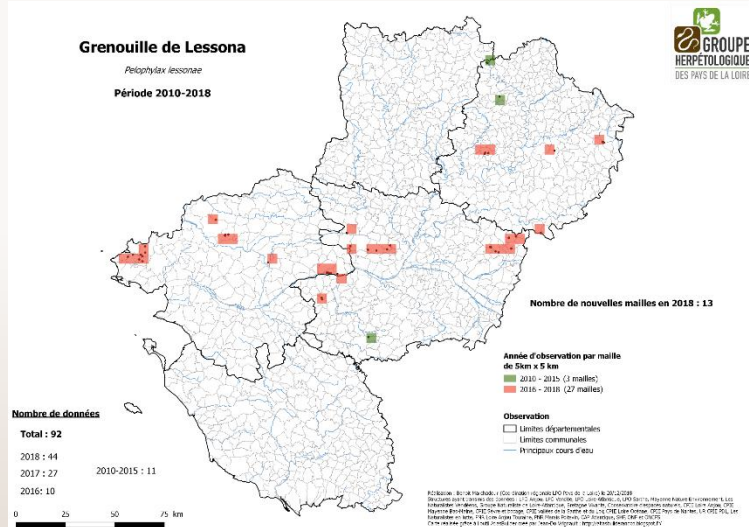 Grenouille de Lessona
Pelophylax lessonae
Période 2010-2018
GROUPE
HERPÉTOLOGIQUE
DES PAYS DE LA LOIRE
Nombre de nouvelles mailles en 2018 : 13
Année d'observation par maille
de 5km x 5 km
2010 - 2015 (3 mailles)
2016 - 2018 (27 mailles)
Observation
Limites départementales
Limites communales
Principaux cours d'eau
Nombre de données
Total : 92
2018 : 44
2017 : 27
2016: 10
2010-2015 : 11
0 25 50 75 km